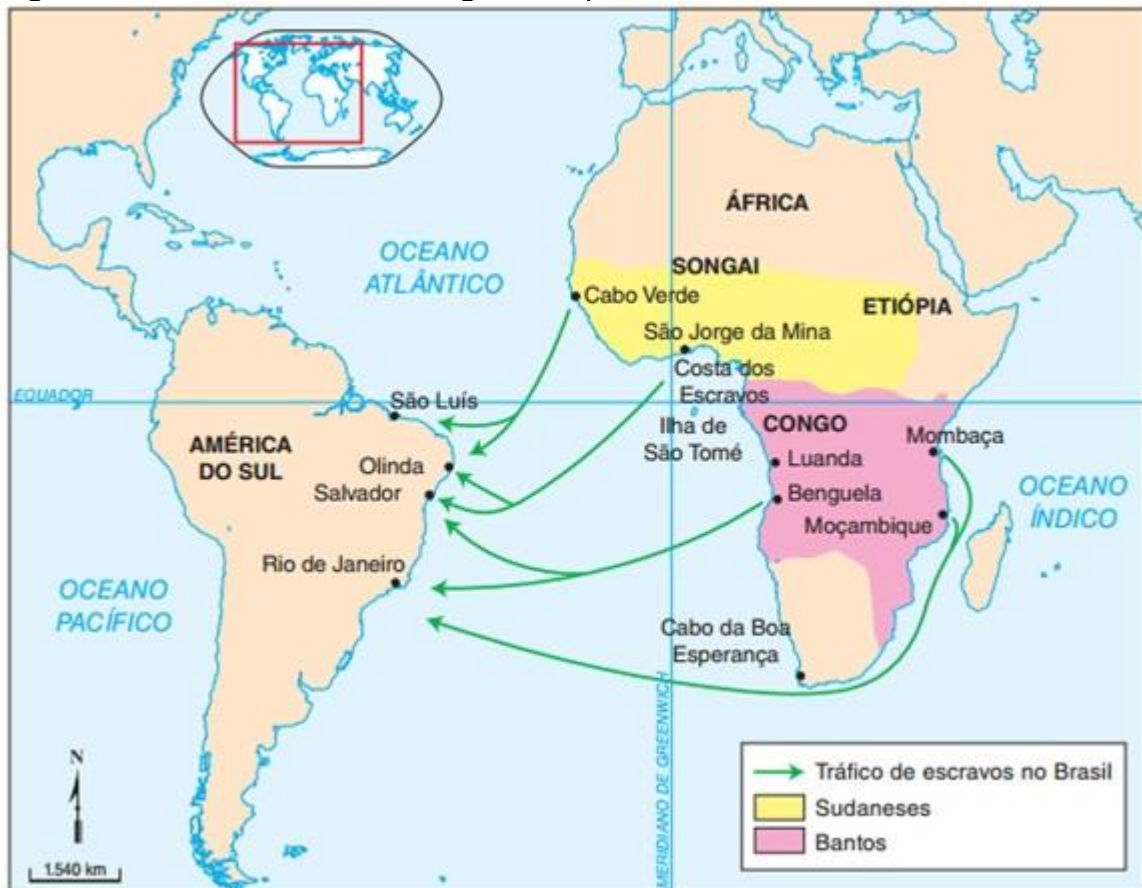 ÁFRICA
OCEANO
ATLÂNTICO
SONGAI
Cabo Verde
ETIÓPIA
São Jorge da Mina
Costa dos
Escravos
EQUADOR
São Luís
Ilha de
São Tomé
CONGO
Mombaça
AMÉRICA
DO SUL
Olinda
Luanda
Salvador
Benguela
OCEANO
ÍNDICO
Moçambique
Rio de Janeiro
OCEANO
PACÍFICO
Cabo da Boa
Esperança
MERIDIANO DE GREENWICH
N
1.540 km
Tráfico de escravos no Brasil
Sudaneses
Bantos